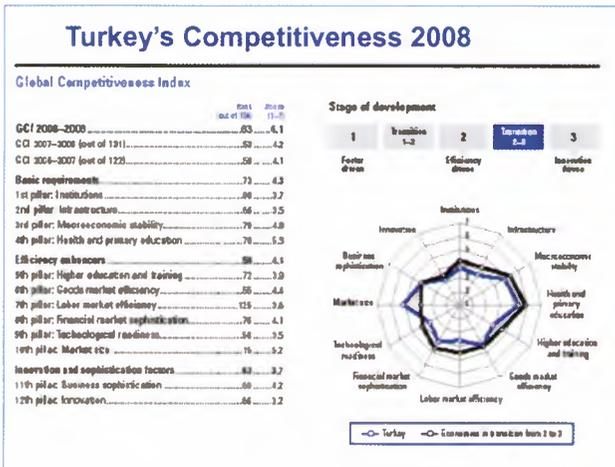 Turkey's Competitiveness 2008
Global Competitiveness Index
Rank Score
out of 134 (1–7)
GCI 2008–2009 63 4.1
GCI 2007–2008 (out of 131) 53 4.2
GCI 2006–2007 (out of 122) 58 4.1
Basic requirements 72 4.3
1st pillar: Institutions 3.7
2nd pillar: Infrastructure 66 3.5
3rd pillar: Macroeconomic stability 79 4.9
4th pillar: Health and primary education 78 5.3
Efficiency enhancers 59 4.1
5th pillar: Higher education and training 72 3.9
6th pillar: Goods market efficiency 55 4.4
7th pillar: Labor market efficiency 125 3.6
8th pillar: Financial market sophistication 76 4.1
9th pillar: Technological readiness 3.5
10th pillar: Market size 15 5.2
Innovation and sophistication factors 63 3.7
11th pillar: Business sophistication 4.2
12th pillar: Innovation 66 3.2
Stage of development
1
Transition
1–2
2
Transition
2–3
3
Factor
driven
Efficiency
driven
Innovation
driven
Institutions
Infrastructure
Macroeconomic
stability
Health and
primary
education
Higher education
and training
Goods market
efficiency
Labor market efficiency
Financial market
sophistication
Technological
readiness
Market size
Business
sophistication
Innovation
Turkey
Economies in transition from 2 to 3